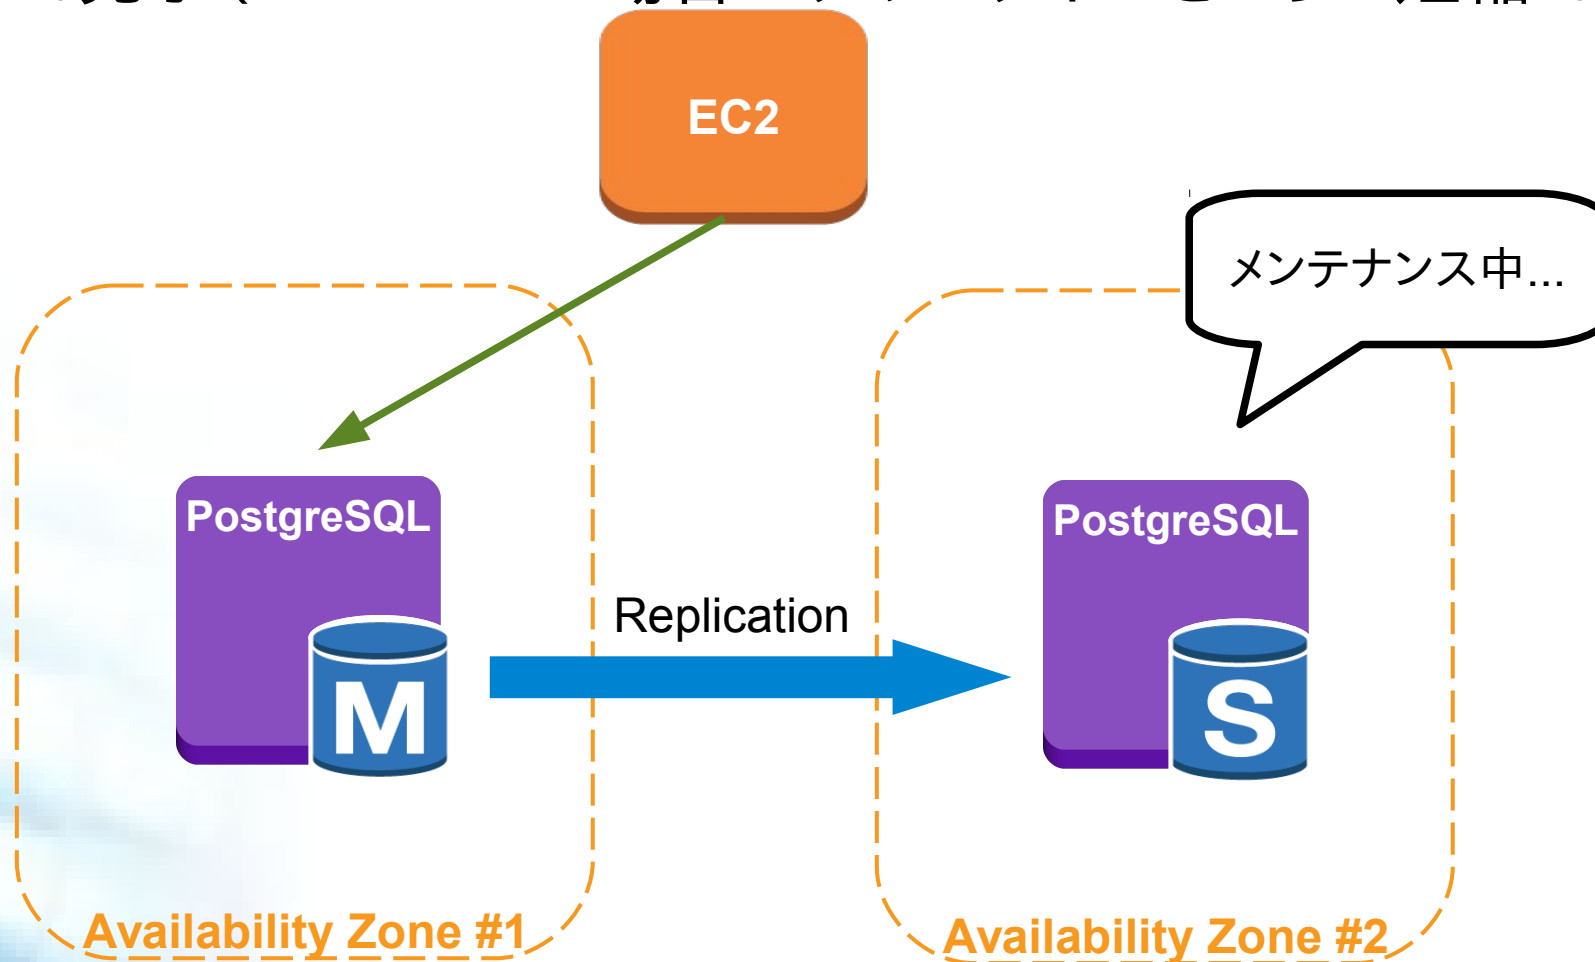 EC2
メンテナンス中...
PostgreSQL
PostgreSQL
Replication
M
S
Availability Zone #1
Availability Zone #2